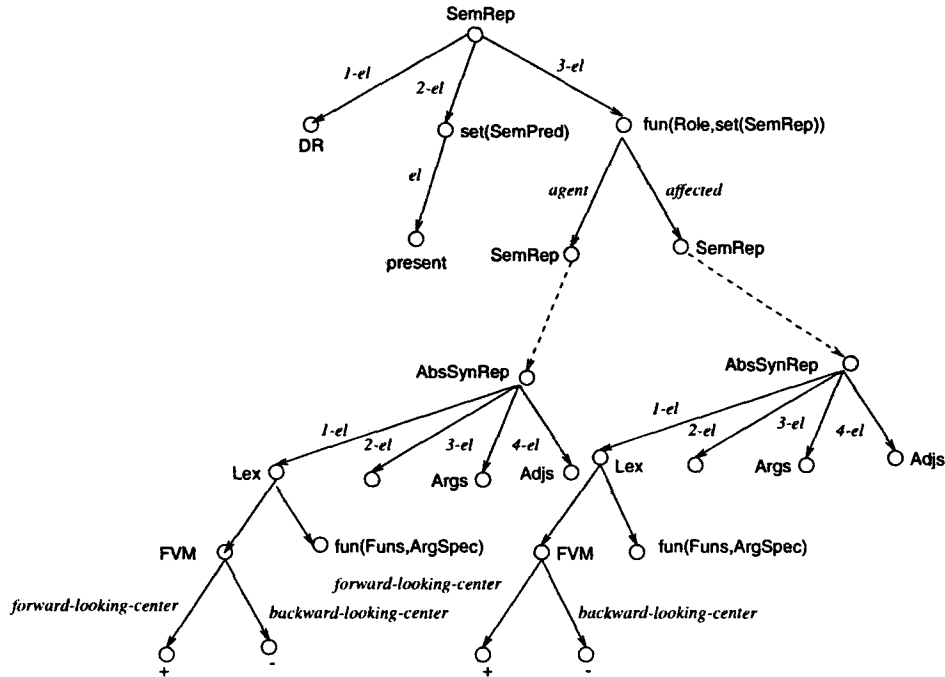 SemRep
1-el
2-el
3-el
DR
set(SemPred)
fun(Role,set(SemRep))
el
agent
affected
present
SemRep
SemRep
AbsSynRep
AbsSynRep
1-el
2-el
3-el
4-el
1-el
2-el
3-el
4-el
Lex
Args
Adjs
Lex
Args
Adjs
FVM
fun(Funs,ArgSpec)
FVM
fun(Funs,ArgSpec)
forward-looking-center
backward-looking-center
forward-looking-center
backward-looking-center
+
-
+
-